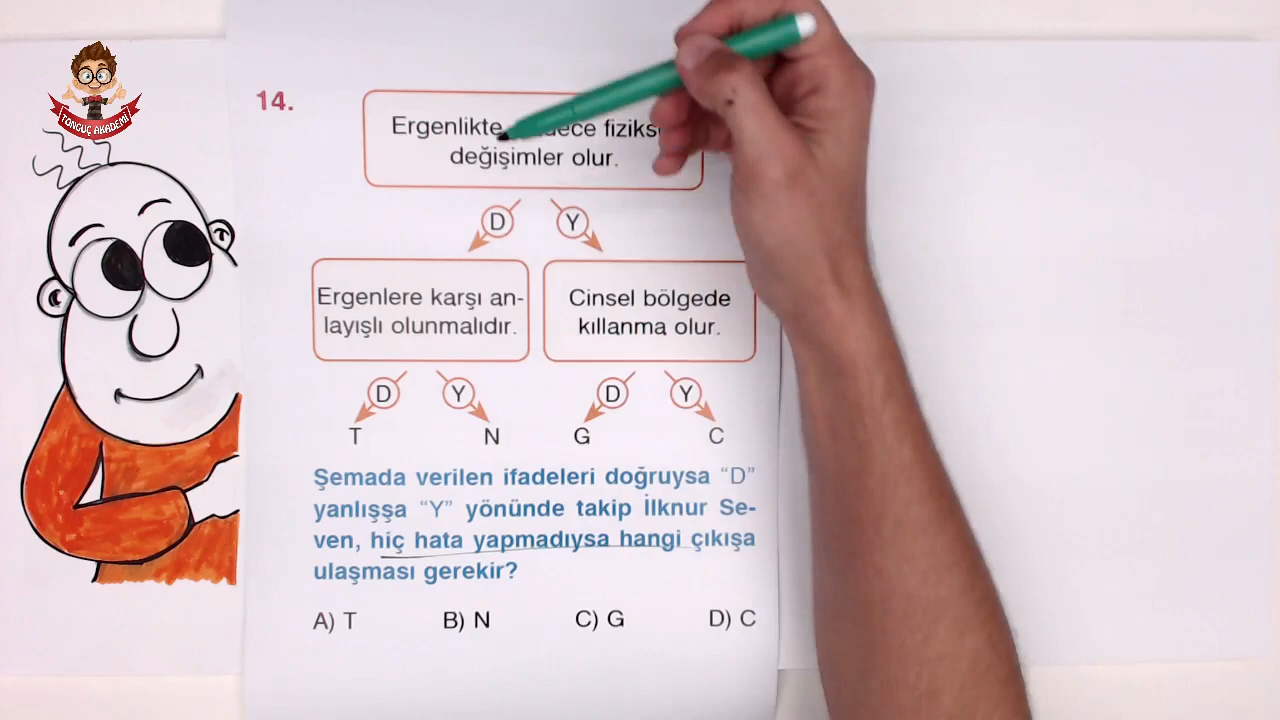 TONGUÇ AKADEMİ
14.
Ergenlikte
değişimler olur.
D Y
Ergenlere karşı an-
layışlı olunmalıdır.
Cinsel bölgede
kıllanma olur.
D Y D Y
T N G C
Şemada verilen ifadeleri doğruysa “D”
yanlışşa “Y” yönünde takip İlknur Se-
ven, hiç hata yapmadıysa hangi çıkışa
ulaşması gerekir?
A) T B) N C) G D) C